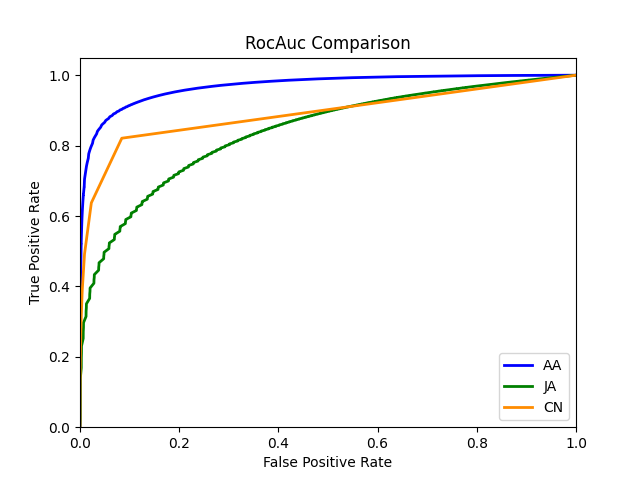 RocAuc Comparison
True Positive Rate
1.0
0.8
0.6
0.4
0.2
0.0
0.0 0.2 0.4 0.6 0.8 1.0
False Positive Rate
AA
JA
CN